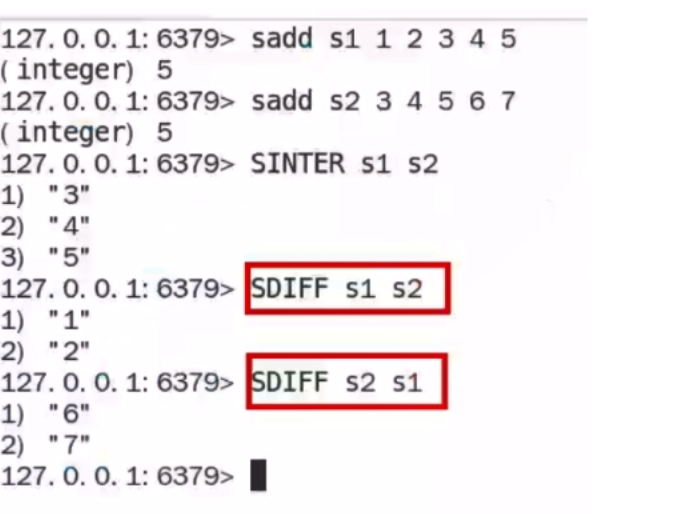 127.0.0.1:6379> sadd s1 1 2 3 4 5
(integer) 5
127.0.0.1:6379> sadd s2 3 4 5 6 7
(integer) 5
127.0.0.1:6379> SINTER s1 s2
1) "3"
2) "4"
3) "5"
127.0.0.1:6379> SDIFF s1 s2
1) "1"
2) "2"
127.0.0.1:6379> SDIFF s2 s1
1) "6"
2) "7"
127.0.0.1:6379>